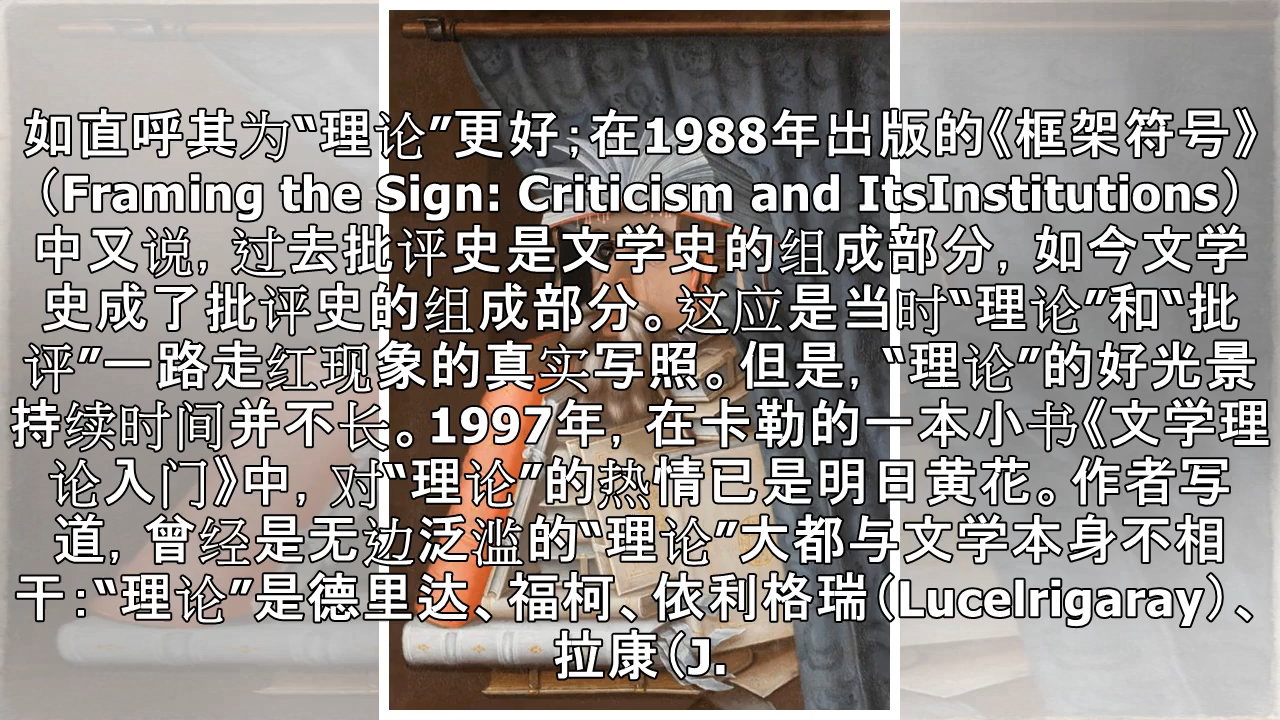 如直呼其为“理论”更好;在1988年出版的《框架符号》
(Framing the Sign: Criticism and ItsInstitutions)
中又说, 过去批评史是文学史的组成部分, 如今文学
史成了批评史的组成部分。这应是当时“理论”和“批
评”一路走红现象的真实写照。但是, “理论”的好光景
持续时间并不长。1997年, 在卡勒的一本小书《文学理
论入门》中, 对“理论”的热情已是明日黄花。作者写
道, 曾经是无边泛滥的“理论”大都与文学本身不相
干:“理论”是德里达、福柯、依利格瑞(Lucelrigaray)、
拉康(J.